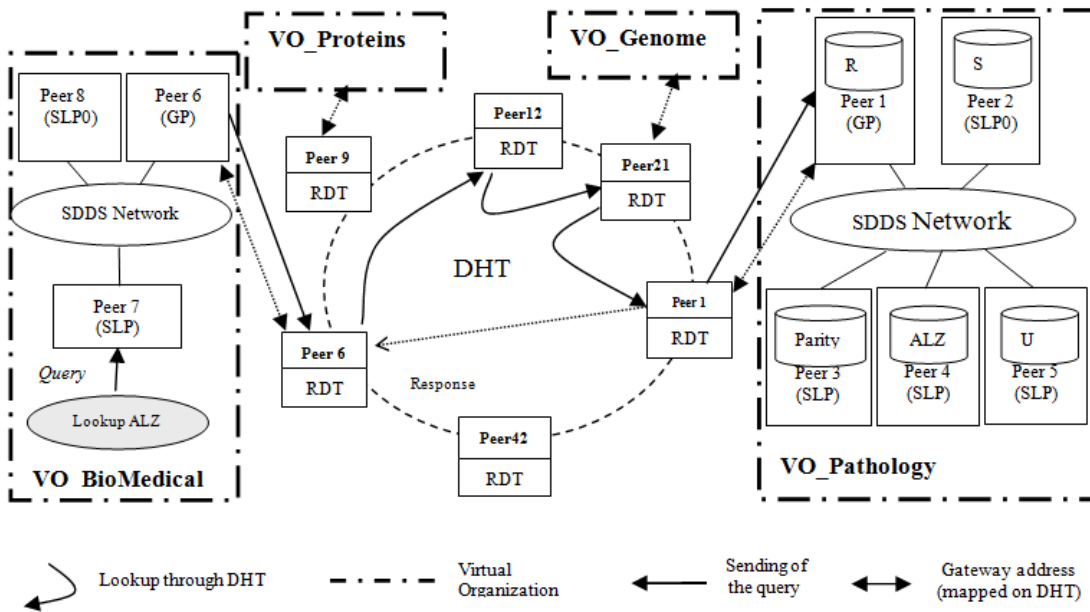 VO_Proteins
VO_Genome
Peer 8
(SLP0)
Peer 6
(GP)
SDDS Network
Peer 7
(SLP)
Query
Lookup ALZ
VO_BioMedical
Peer 9
RDT
Peer12
RDT
Peer21
RDT
DHT
Peer 1
RDT
Peer 6
RDT
Response
Peer42
RDT
R
Peer 1
(GP)
S
Peer 2
(SLP0)
SDDS Network
Parity
Peer 3
(SLP)
ALZ
Peer 4
(SLP)
U
Peer 5
(SLP)
VO_Pathology
Lookup through DHT
Virtual
Organization
Sending of
the query
Gateway address
(mapped on DHT)